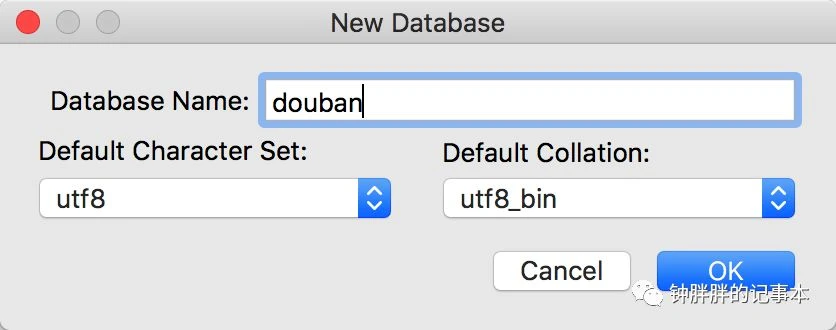 New Database
Database Name: douban
Default Character Set: Default Collation:
utf8 utf8_bin
Cancel OK
钟胖胖的记事本